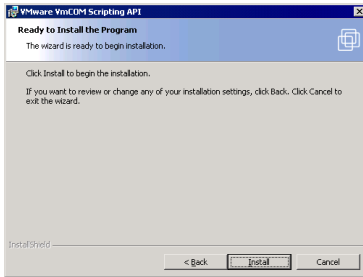 VMware VmCOM Scripting API
Ready to Install the Program
The wizard is ready to begin installation.
Click Install to begin the installation.
If you want to review or change any of your installation settings, click Back. Click Cancel to
exit the wizard.
InstallShield
< Back
Install
Cancel